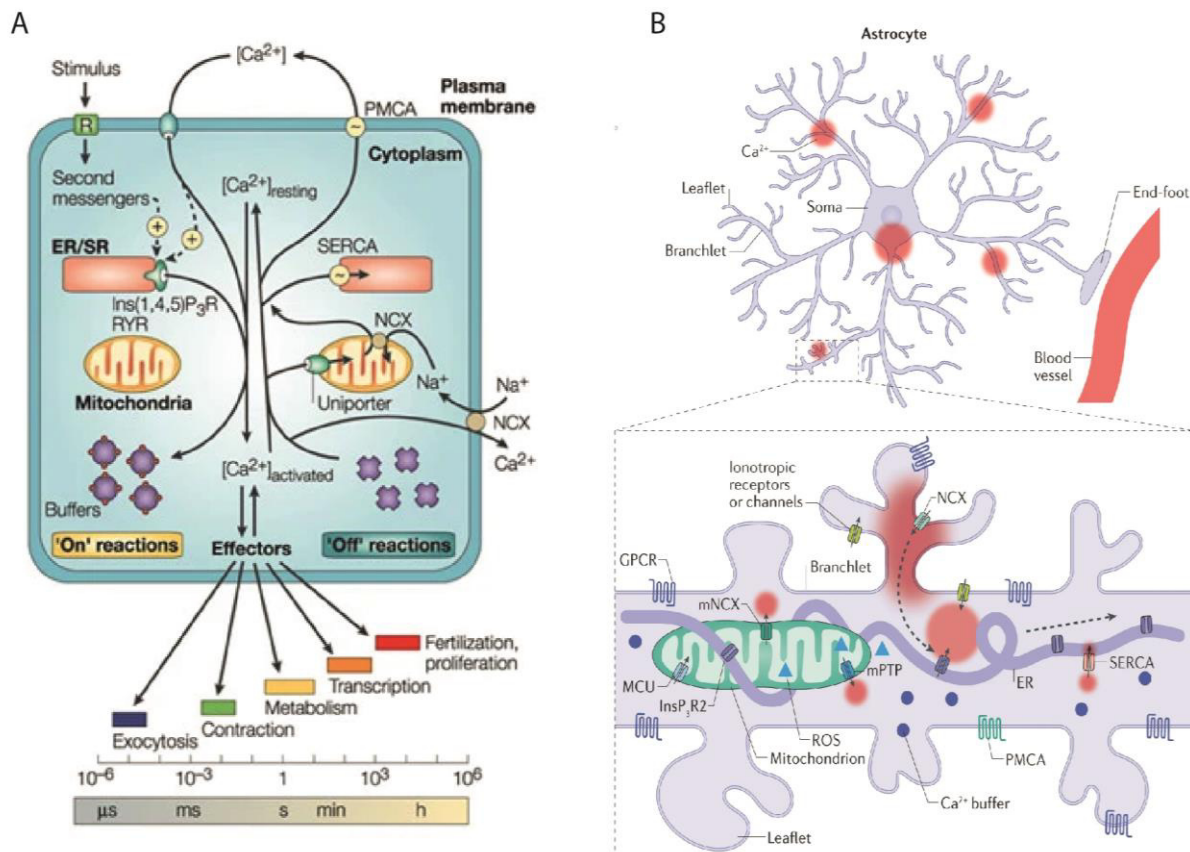 A
[Ca²⁺]
Stimulus
Plasma
membrane
PMCA
R
~
Cytoplasm
Second
messengers
[Ca²⁺]resting
+
+
SERCA
ER/SR
~
Ins(1,4,5)P₃R
RYR
NCX
Na⁺
Na⁺
Mitochondria
Uniporter
NCX
Ca²⁺
[Ca²⁺]activated
Buffers
'On' reactions
Effectors
'Off' reactions
Fertilization,
proliferation
Transcription
Metabolism
Contraction
Exocytosis
10⁻⁶ 10⁻³ 1 10³ 10⁶
µs ms s min h
B
Astrocyte
Ca²⁺
Leaflet
Soma
End-foot
Branchlet
Blood
vessel
Ionotropic
receptors
or channels
NCX
GPCR
Branchlet
mNCX
mPTP
SERCA
MCU
ER
InsP₃R2
ROS
Mitochondrion
PMCA
Ca²⁺ buffer
Leaflet